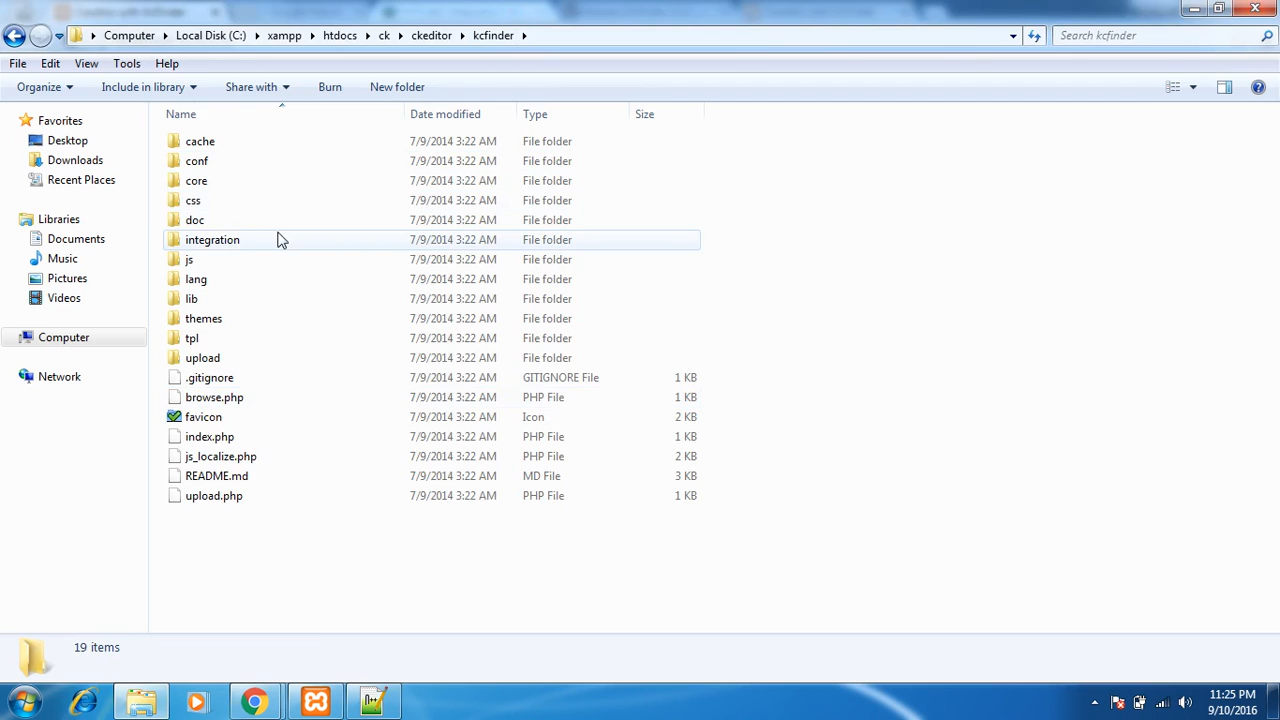 Computer Local Disk (C:) xampp htdocs ck ckeditor kcfinder Search kcfinder
File Edit View Tools Help
Organize Include in library Share with Burn New folder
Name Date modified Type Size
Favorites
Desktop
Downloads
Recent Places
Libraries
Documents
Music
Pictures
Videos
Computer
Network
cache 7/9/2014 3:22 AM File folder
conf 7/9/2014 3:22 AM File folder
core 7/9/2014 3:22 AM File folder
css 7/9/2014 3:22 AM File folder
doc 7/9/2014 3:22 AM File folder
integration 7/9/2014 3:22 AM File folder
js 7/9/2014 3:22 AM File folder
lang 7/9/2014 3:22 AM File folder
lib 7/9/2014 3:22 AM File folder
themes 7/9/2014 3:22 AM File folder
tpl 7/9/2014 3:22 AM File folder
upload 7/9/2014 3:22 AM File folder
.gitignore 7/9/2014 3:22 AM GITIGNORE File 1 KB
browse.php 7/9/2014 3:22 AM PHP File 1 KB
favicon 7/9/2014 3:22 AM Icon 2 KB
index.php 7/9/2014 3:22 AM PHP File 1 KB
js_localize.php 7/9/2014 3:22 AM PHP File 2 KB
README.md 7/9/2014 3:22 AM MD File 3 KB
upload.php 7/9/2014 3:22 AM PHP File 1 KB
19 items
11:25 PM
9/10/2016